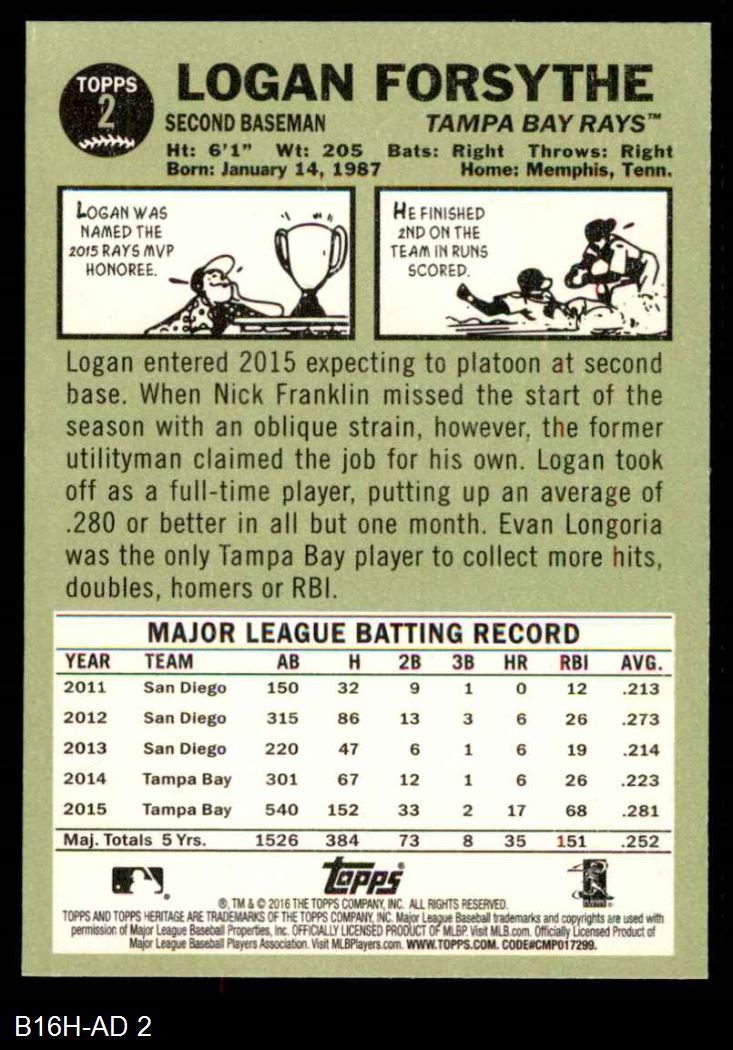 TOPPS
2
LOGAN FORSYTHE
SECOND BASEMAN TAMPA BAY RAYS™
Ht: 6'1" Wt: 205 Bats: Right Throws: Right
Born: January 14, 1987 Home: Memphis, Tenn.
LOGAN WAS
NAMED THE
2015 RAYS MVP
HONOREE.
HE FINISHED
2ND ON THE
TEAM IN RUNS
SCORED.
Logan entered 2015 expecting to platoon at second
base. When Nick Franklin missed the start of the
season with an oblique strain, however, the former
utilityman claimed the job for his own. Logan took
off as a full-time player, putting up an average of
.280 or better in all but one month. Evan Longoria
was the only Tampa Bay player to collect more hits,
doubles, homers or RBI.
MAJOR LEAGUE BATTING RECORD
YEAR TEAM AB H 2B 3B HR RBI AVG.
2011 San Diego 150 32 9 1 0 12 .213
2012 San Diego 315 86 13 3 6 26 .273
2013 San Diego 220 47 6 1 6 19 .214
2014 Tampa Bay 301 67 12 1 6 26 .223
2015 Tampa Bay 540 152 33 2 17 68 .281
Maj. Totals 5 Yrs. 1526 384 73 8 35 151 .252
topps®
®, TM & © 2016 THE TOPPS COMPANY, INC. ALL RIGHTS RESERVED.
TOPPS AND TOPPS HERITAGE ARE TRADEMARKS OF THE TOPPS COMPANY, INC. Major League Baseball trademarks and copyrights are used with
permission of Major League Baseball Properties, Inc. OFFICIALLY LICENSED PRODUCT OF MLBP. Visit MLB.com. Officially Licensed Product of
Major League Baseball Players Association. Visit MLBPlayers.com. WWW.TOPPS.COM. CODE#CMP017299.
B16H-AD 2